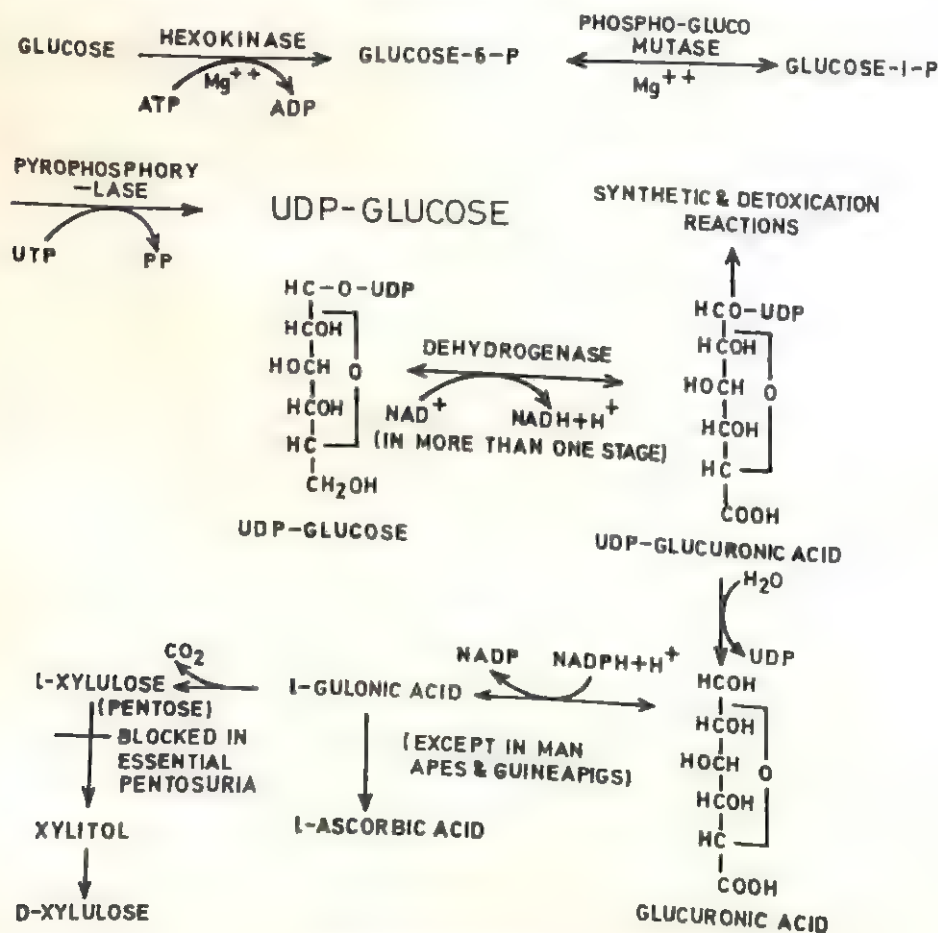 GLUCOSE
HEXOKINASE
Mg++
ATP
ADP
GLUCOSE-6-P
PHOSPHO-GLUCO
MUTASE
Mg++
GLUCOSE-1-P
PYROPHOSPHORY
-LASE
UTP
PP
UDP-GLUCOSE
SYNTHETIC & DETOXICATION
REACTIONS
HC-O-UDP
HCOH
HOCH
O
HCOH
HC
CH2OH
UDP-GLUCOSE
DEHYDROGENASE
NAD+
NADH+H+
(IN MORE THAN ONE STAGE)
HCO-UDP
HCOH
HOCH
O
HCOH
HC
COOH
UDP-GLUCURONIC ACID
H2O
UDP
HCOH
HCOH
HOCH
O
HCOH
HC
COOH
GLUCURONIC ACID
NADP
NADPH+H+
l-GULONIC ACID
(EXCEPT IN MAN
APES & GUINEAPIGS)
l-ASCORBIC ACID
CO2
l-XYLULOSE
(PENTOSE)
BLOCKED IN
ESSENTIAL
PENTOSURIA
XYLITOL
D-XYLULOSE